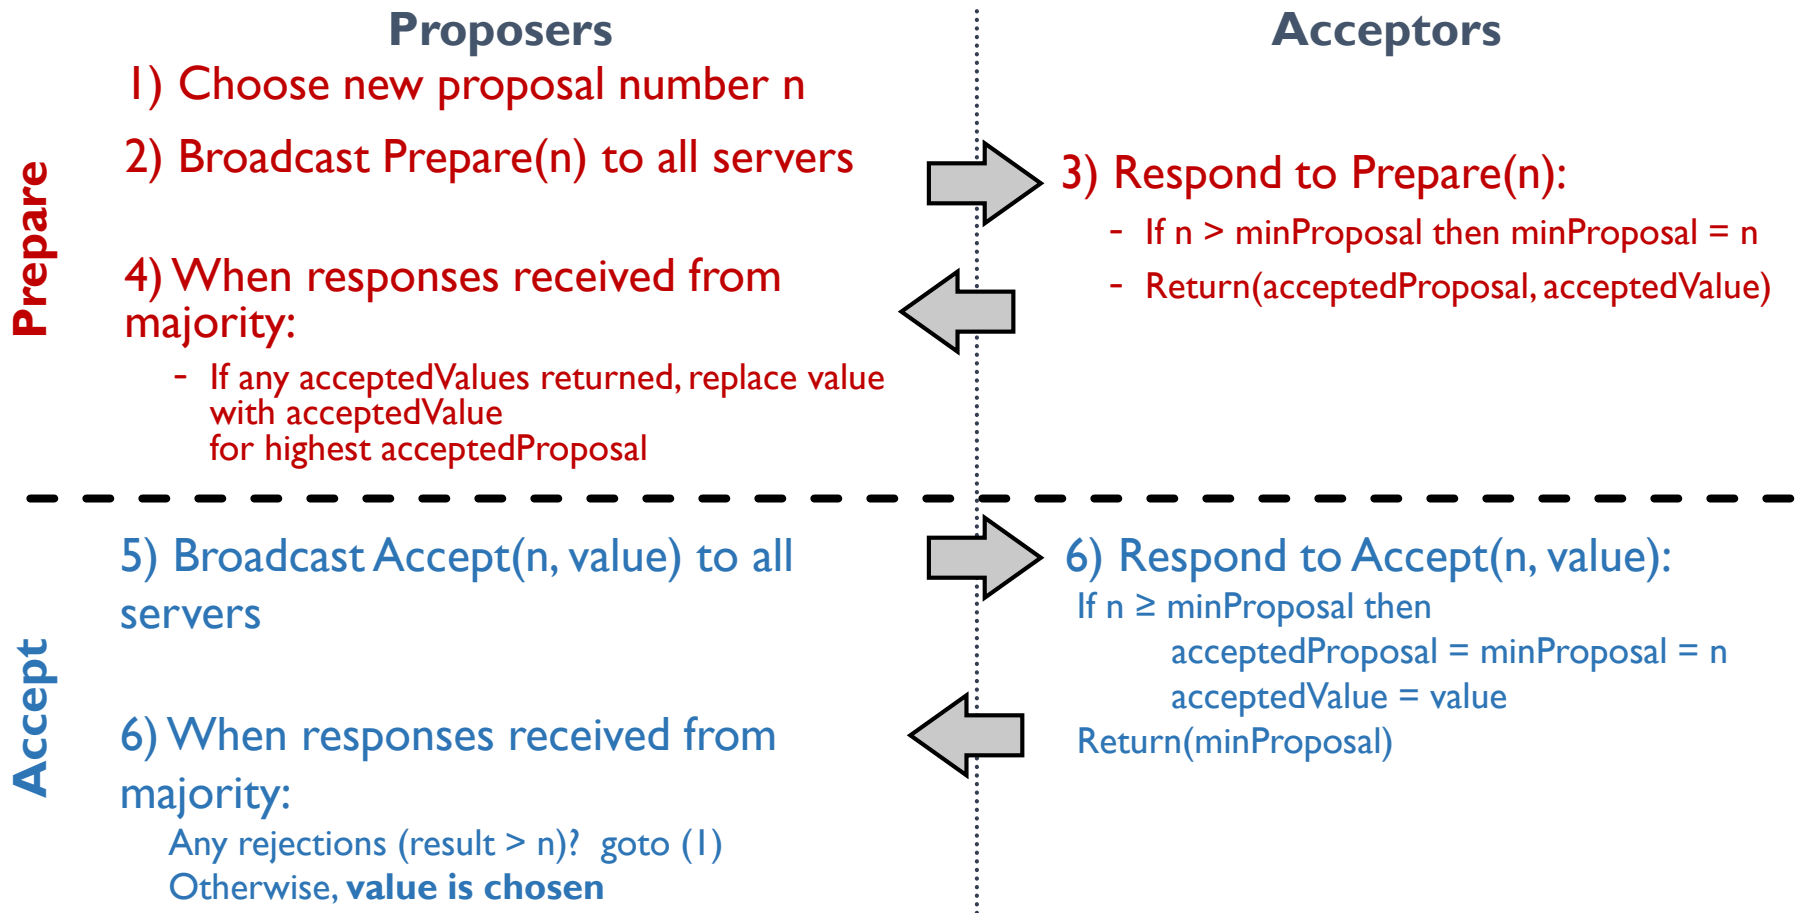 Proposers
Acceptors
Prepare
1) Choose new proposal number n
2) Broadcast Prepare(n) to all servers
3) Respond to Prepare(n):
- If n > minProposal then minProposal = n
- Return(acceptedProposal, acceptedValue)
4) When responses received from
majority:
- If any acceptedValues returned, replace value
with acceptedValue
for highest acceptedProposal
Accept
5) Broadcast Accept(n, value) to all
servers
6) Respond to Accept(n, value):
If n ≥ minProposal then
acceptedProposal = minProposal = n
acceptedValue = value
Return(minProposal)
6) When responses received from
majority:
Any rejections (result > n)? goto (1)
Otherwise, value is chosen